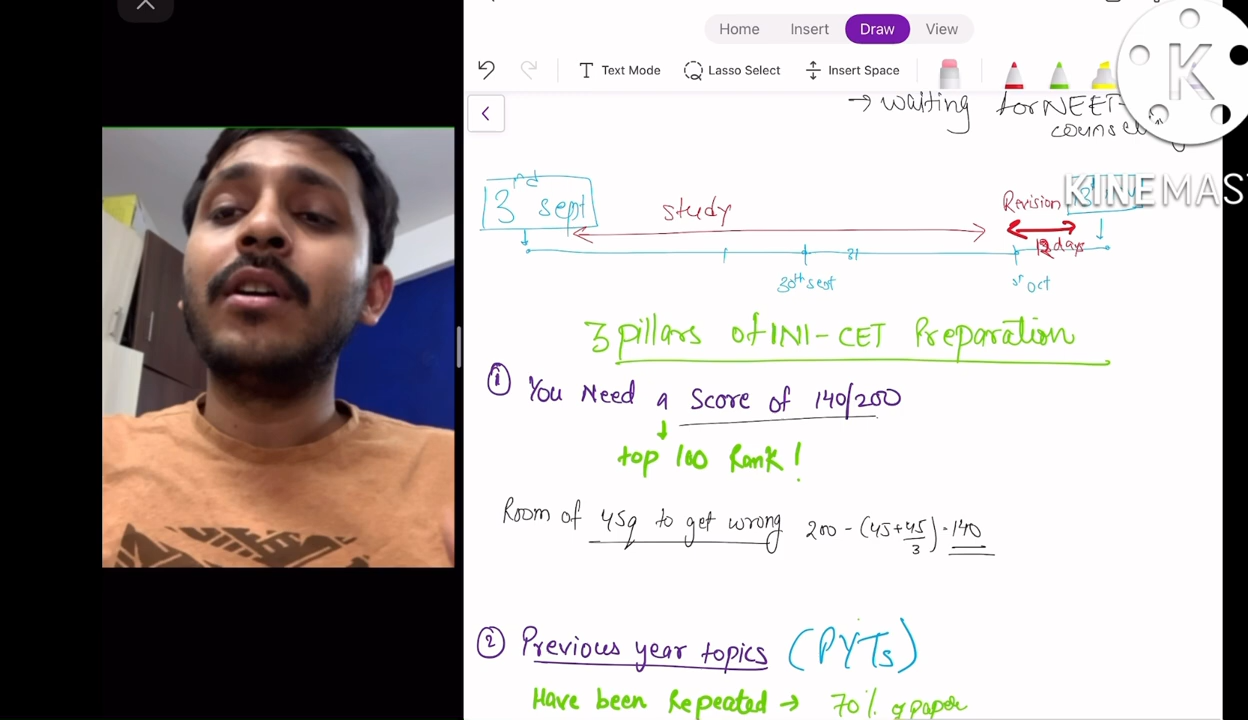 Home Insert Draw View
Text Mode Lasso Select Insert Space
K
KINEMAS
→ waiting for NEET-
3rd sept
study
Revision
12 days
30th sept
31
1st oct
3 pillars of INI-CET Preparation
① You Need a Score of 140/200
↓
top 100 Rank!
Room of 45q to get wrong 200-(45+45/3)=140
② Previous year topics (PYTs)
Have been Repeated → 70% of paper